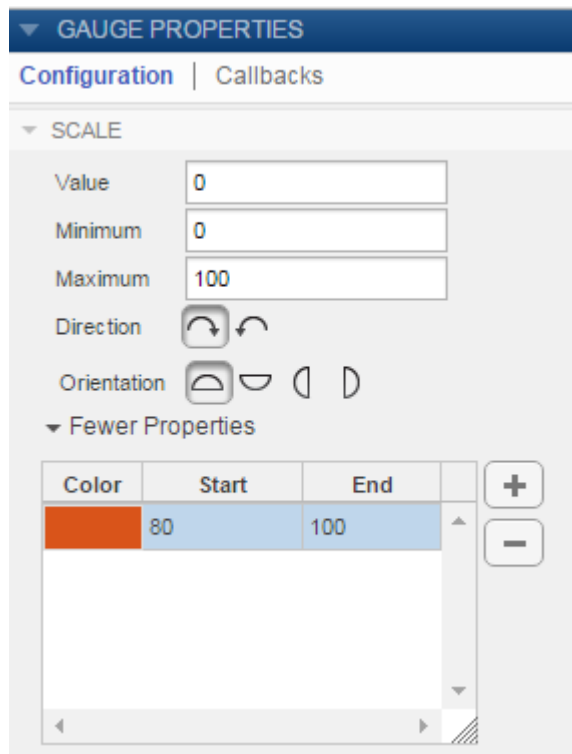 GAUGE PROPERTIES
Configuration | Callbacks
SCALE
Value 0
Minimum 0
Maximum 100
Direction
Orientation
Fewer Properties
Color Start End
80 100